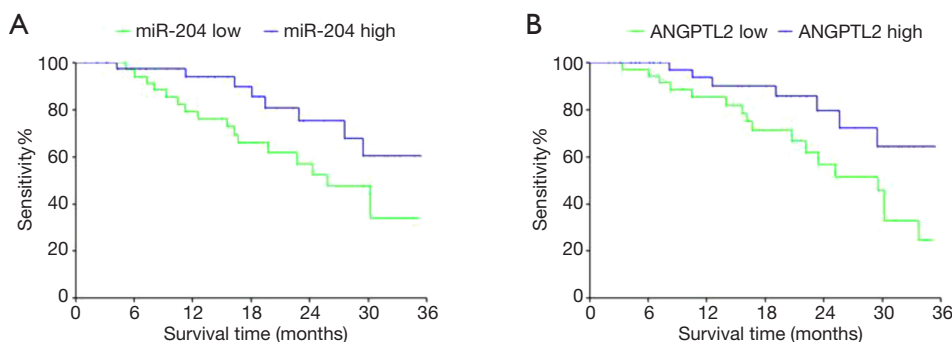 A
miR-204 low miR-204 high
Sensitivity%
100
80
60
40
20
0
0 6 12 18 24 30 36
Survival time (months)
B
ANGPTL2 low ANGPTL2 high
Sensitivity%
100
80
60
40
20
0
0 6 12 18 24 30 36
Survival time (months)